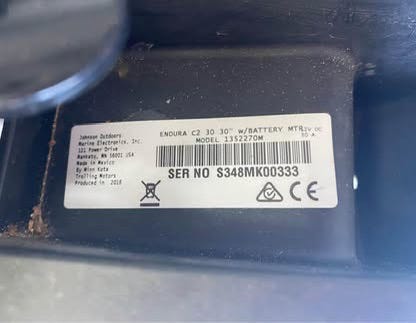 Johnson Outdoors
Marine Electronics, Inc.
121 Power Drive
Mankato, MN 56001 USA
Made in Mexico
By Minn Kota
Trolling Motors
Produced in 2018
ENDURA C2 30 30" W/BATTERY MTR
12V DC
30 A
MODEL 1352270M
SER NO S348MK00333
CE